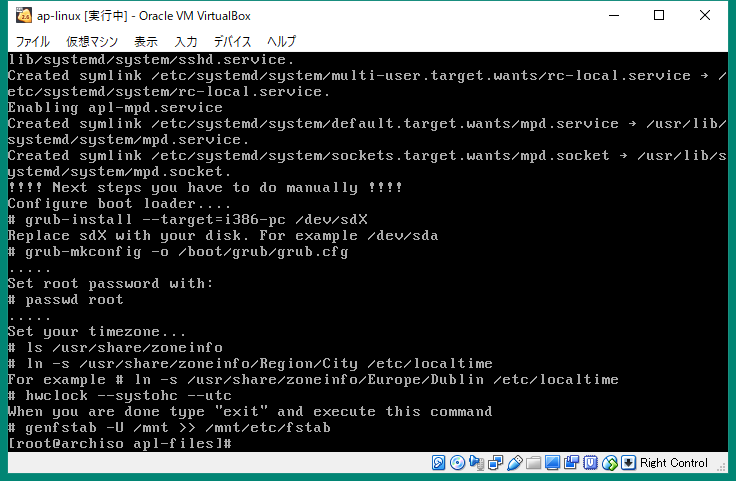 ap-linux [実行中] - Oracle VM VirtualBox
ファイル 仮想マシン 表示 入力 デバイス ヘルプ
lib/systemd/system/sshd.service.
Created symlink /etc/systemd/system/multi-user.target.wants/rc-local.service → /
etc/systemd/system/rc-local.service.
Enabling apl-mpd.service
Created symlink /etc/systemd/system/default.target.wants/mpd.service → /usr/lib/
systemd/system/mpd.service.
Created symlink /etc/systemd/system/sockets.target.wants/mpd.socket → /usr/lib/s
ystemd/system/mpd.socket.
!!!! Next steps you have to do manually !!!!
Configure boot loader....
# grub-install --target=i386-pc /dev/sdX
Replace sdX with your disk. For example /dev/sda
# grub-mkconfig -o /boot/grub/grub.cfg
.....
Set root password with:
# passwd root
.....
Set your timezone...
# ls /usr/share/zoneinfo
# ln -s /usr/share/zoneinfo/Region/City /etc/localtime
For example # ln -s /usr/share/zoneinfo/Europe/Dublin /etc/localtime
# hwclock --systohc --utc
When you are done type "exit" and execute this command
# genfstab -U /mnt >> /mnt/etc/fstab
[root@archiso apl-files]#
Right Control